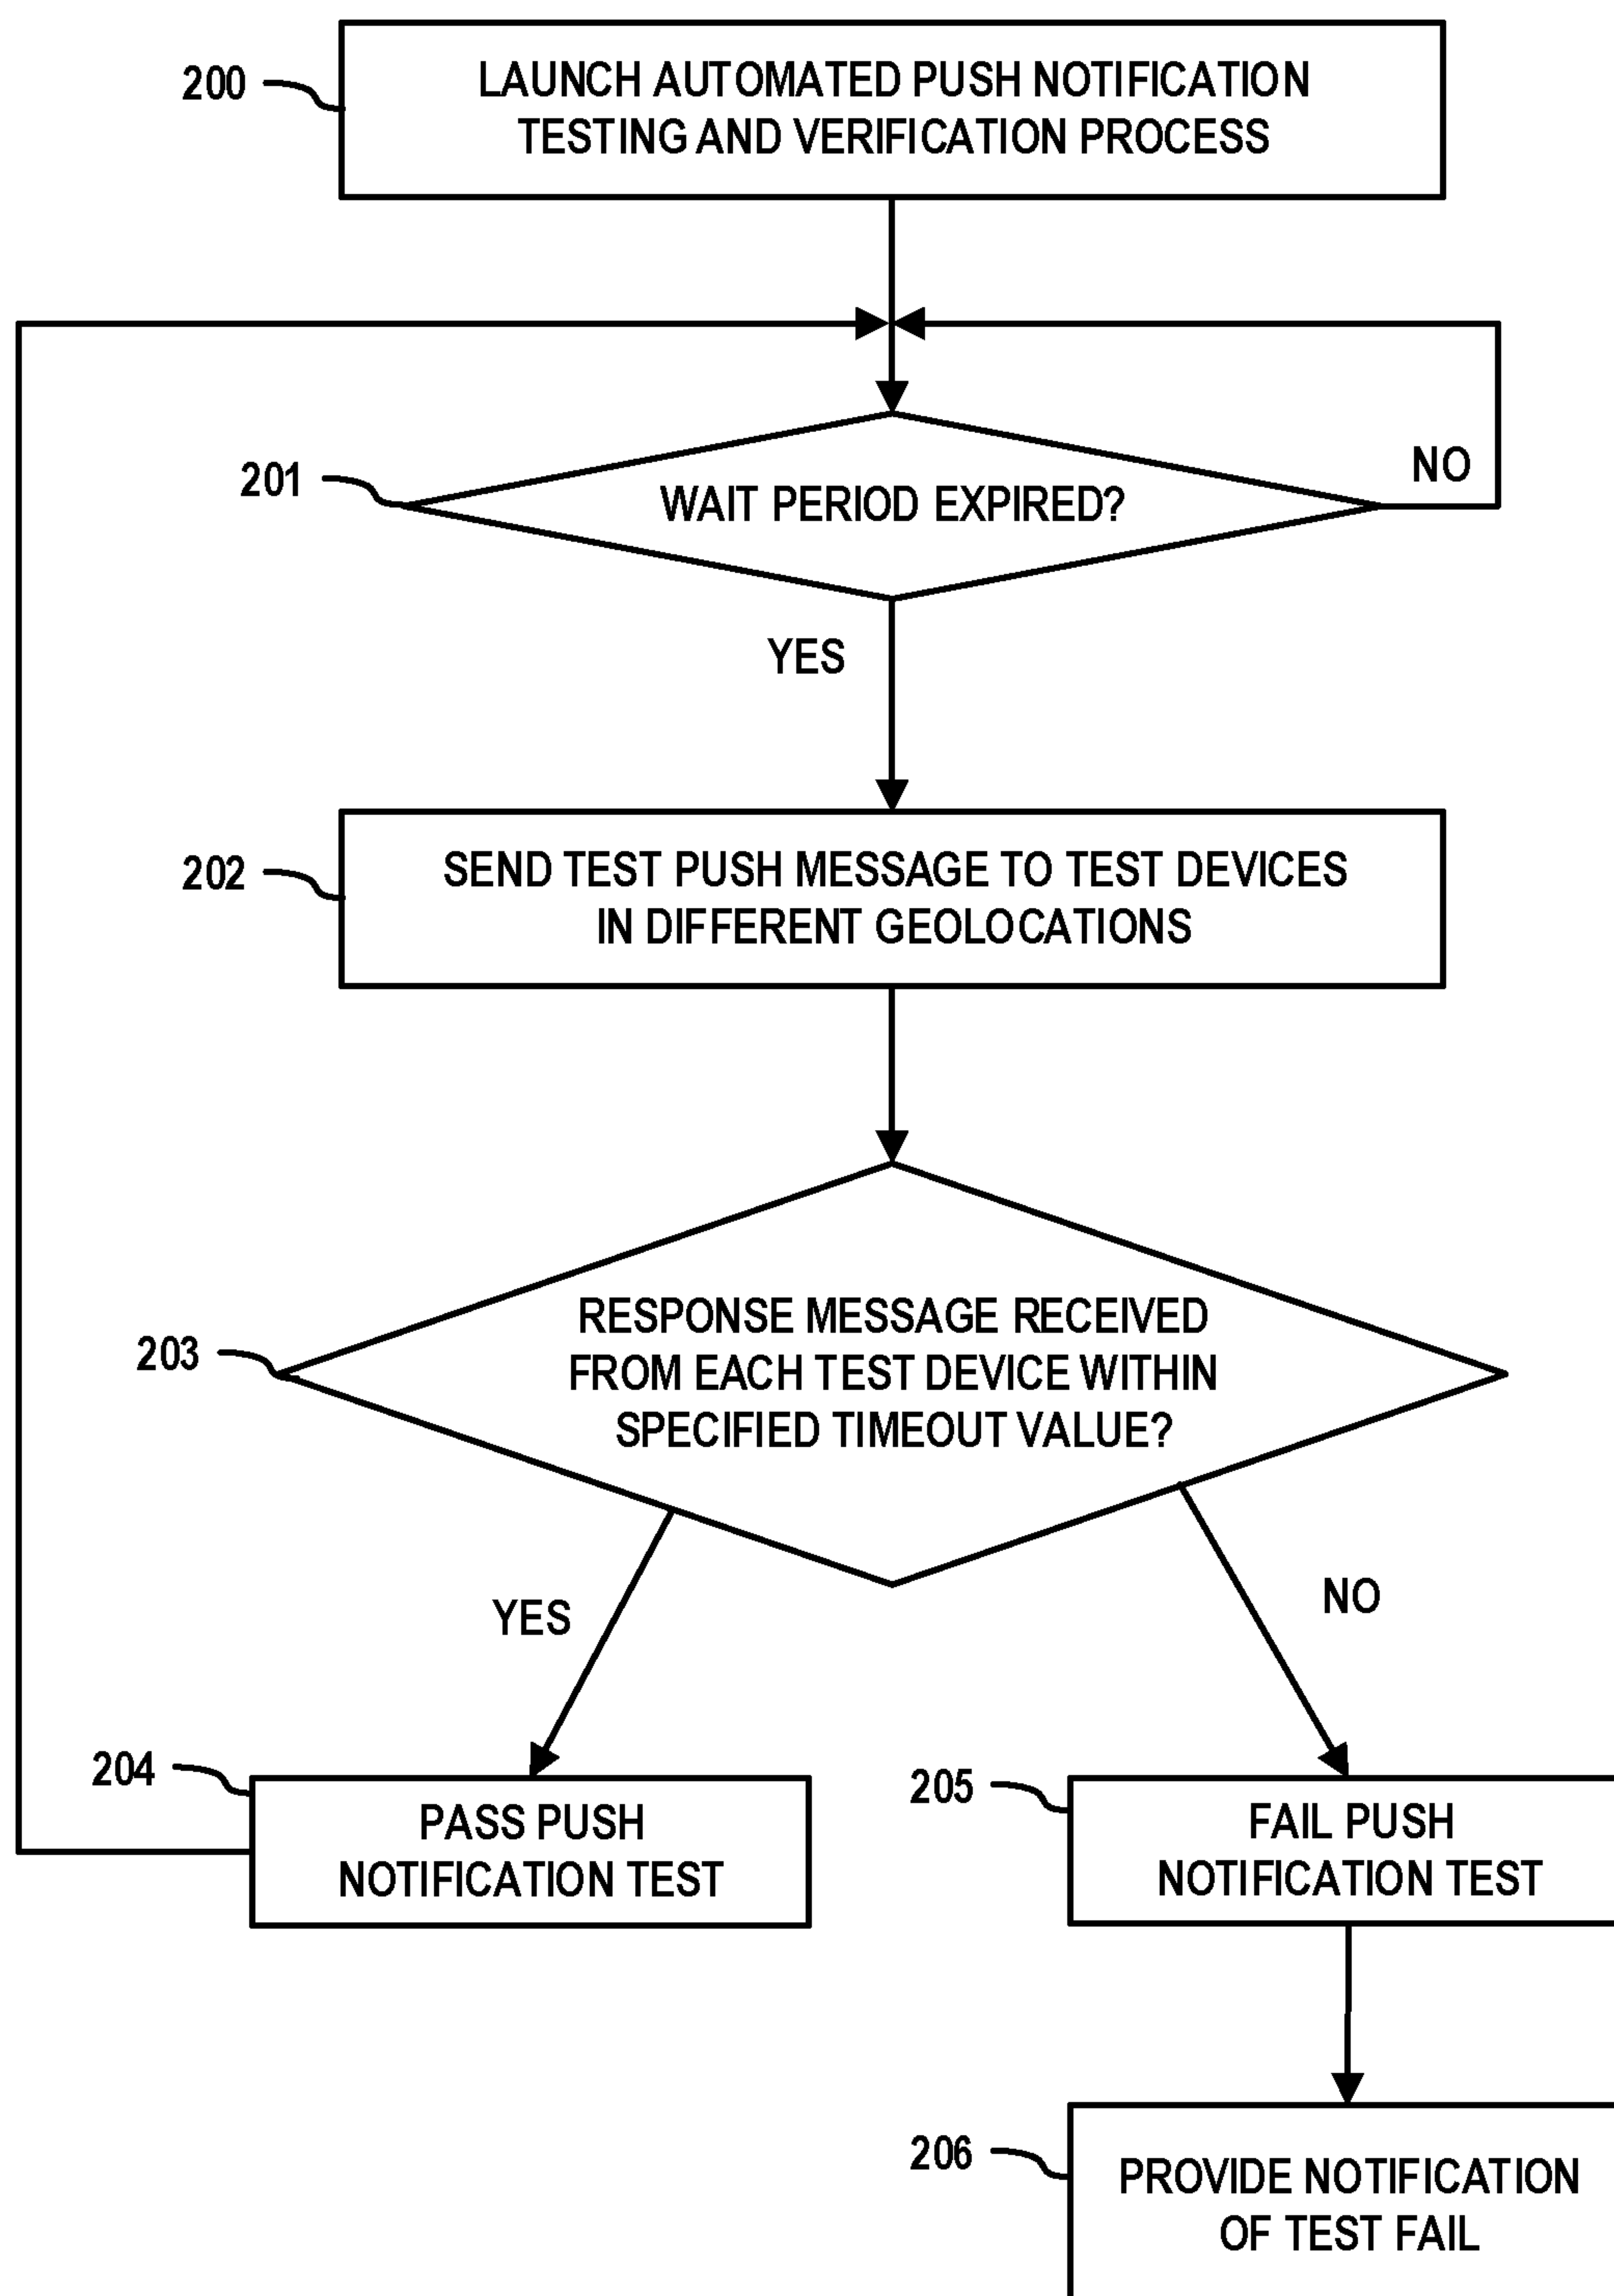 200
LAUNCH AUTOMATED PUSH NOTIFICATION
TESTING AND VERIFICATION PROCESS
201
WAIT PERIOD EXPIRED?
NO
YES
202
SEND TEST PUSH MESSAGE TO TEST DEVICES
IN DIFFERENT GEOLOCATIONS
203
RESPONSE MESSAGE RECEIVED
FROM EACH TEST DEVICE WITHIN
SPECIFIED TIMEOUT VALUE?
YES
NO
204
PASS PUSH
NOTIFICATION TEST
205
FAIL PUSH
NOTIFICATION TEST
206
PROVIDE NOTIFICATION
OF TEST FAIL